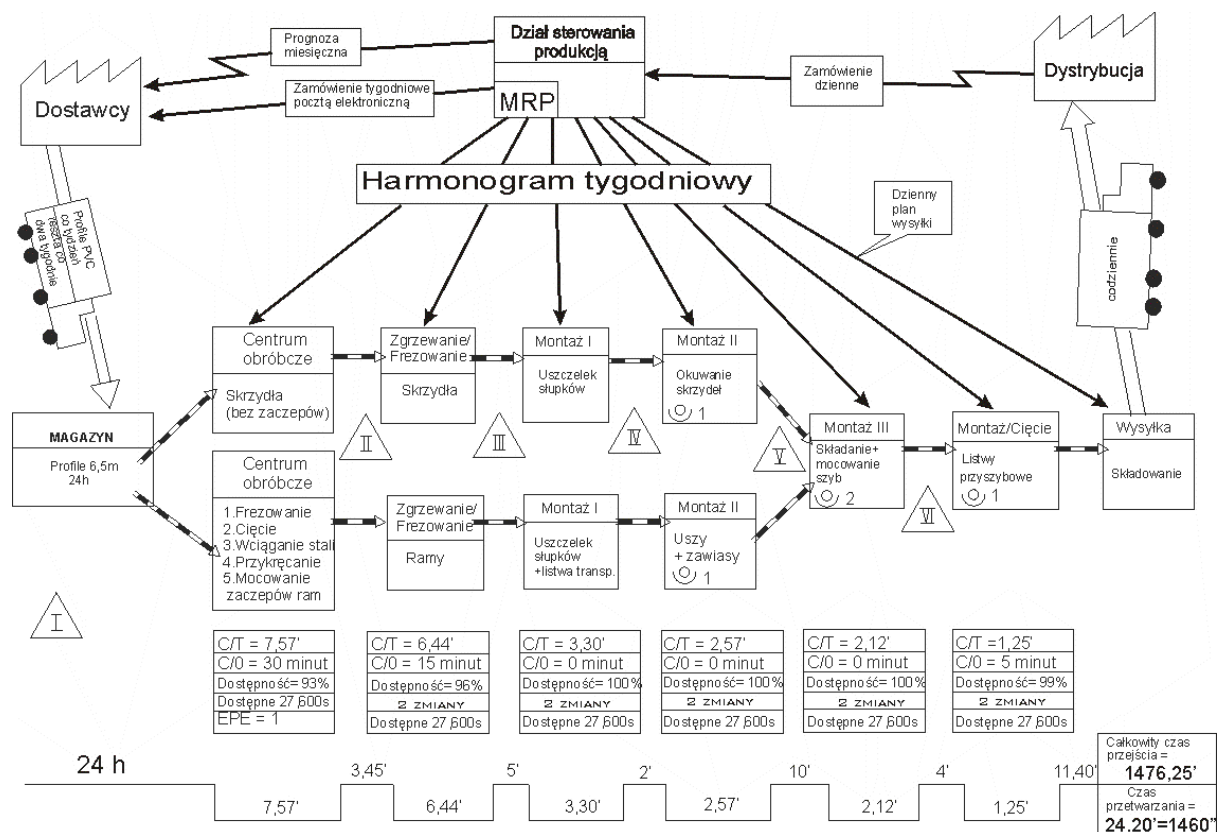 Prognoza
miesięczna
Dział sterowania
produkcją
MRP
Zamówienie
dzienne
Dystrybucja
Dostawcy
Zamówienie tygodniowe
pocztą elektroniczną
Harmonogram tygodniowy
Dzienny
plan
wysyłki
Profile PVC
co tydzień
reszta co
dwa tygodnie
codziennie
MAGAZYN
Profile 6,5m
24h
Centrum
obróbcze
Skrzydła
(bez zaczepów)
Zgrzewanie/
Frezowanie
Skrzydła
Montaż I
Uszczelek
słupków
Montaż II
Okuwanie
skrzydeł
1
Centrum
obróbcze
1.Frezowanie
2.Cięcie
3.Wciąganie stali
4.Przykręcanie
5.Mocowanie
zaczepów ram
Zgrzewanie/
Frezowanie
Ramy
Montaż I
Uszczelek
słupków
+listwa transp.
Montaż II
Uszy
+ zawiasy
1
Montaż III
Składanie+
mocowanie
szyb
2
Montaż/Cięcie
Listwy
przyszybowe
1
Wysyłka
Składowanie
I
II
III
IV
V
VI
C/T = 7,57'
C/0 = 30 minut
Dostępność= 93%
Dostępne 27,600s
EPE = 1
C/T = 6,44'
C/0 = 15 minut
Dostępność= 96%
2 ZMIANY
Dostępne 27,600s
C/T = 3,30'
C/0 = 0 minut
Dostępność= 100%
2 ZMIANY
Dostępne 27,600s
C/T = 2,57'
C/0 = 0 minut
Dostępność= 100%
2 ZMIANY
Dostępne 27,600s
C/T = 2,12'
C/0 = 0 minut
Dostępność= 100%
2 ZMIANY
Dostępne 27,600s
C/T =1,25'
C/0 = 5 minut
Dostępność= 99%
2 ZMIANY
Dostępne 27,600s
24 h
3,45'
5'
2'
10'
4'
11,40'
7,57'
6,44'
3,30'
2,57'
2,12'
1,25'
Całkowity czas
przejścia =
1476,25'
Czas
przetwarzania =
24.20'=1460"